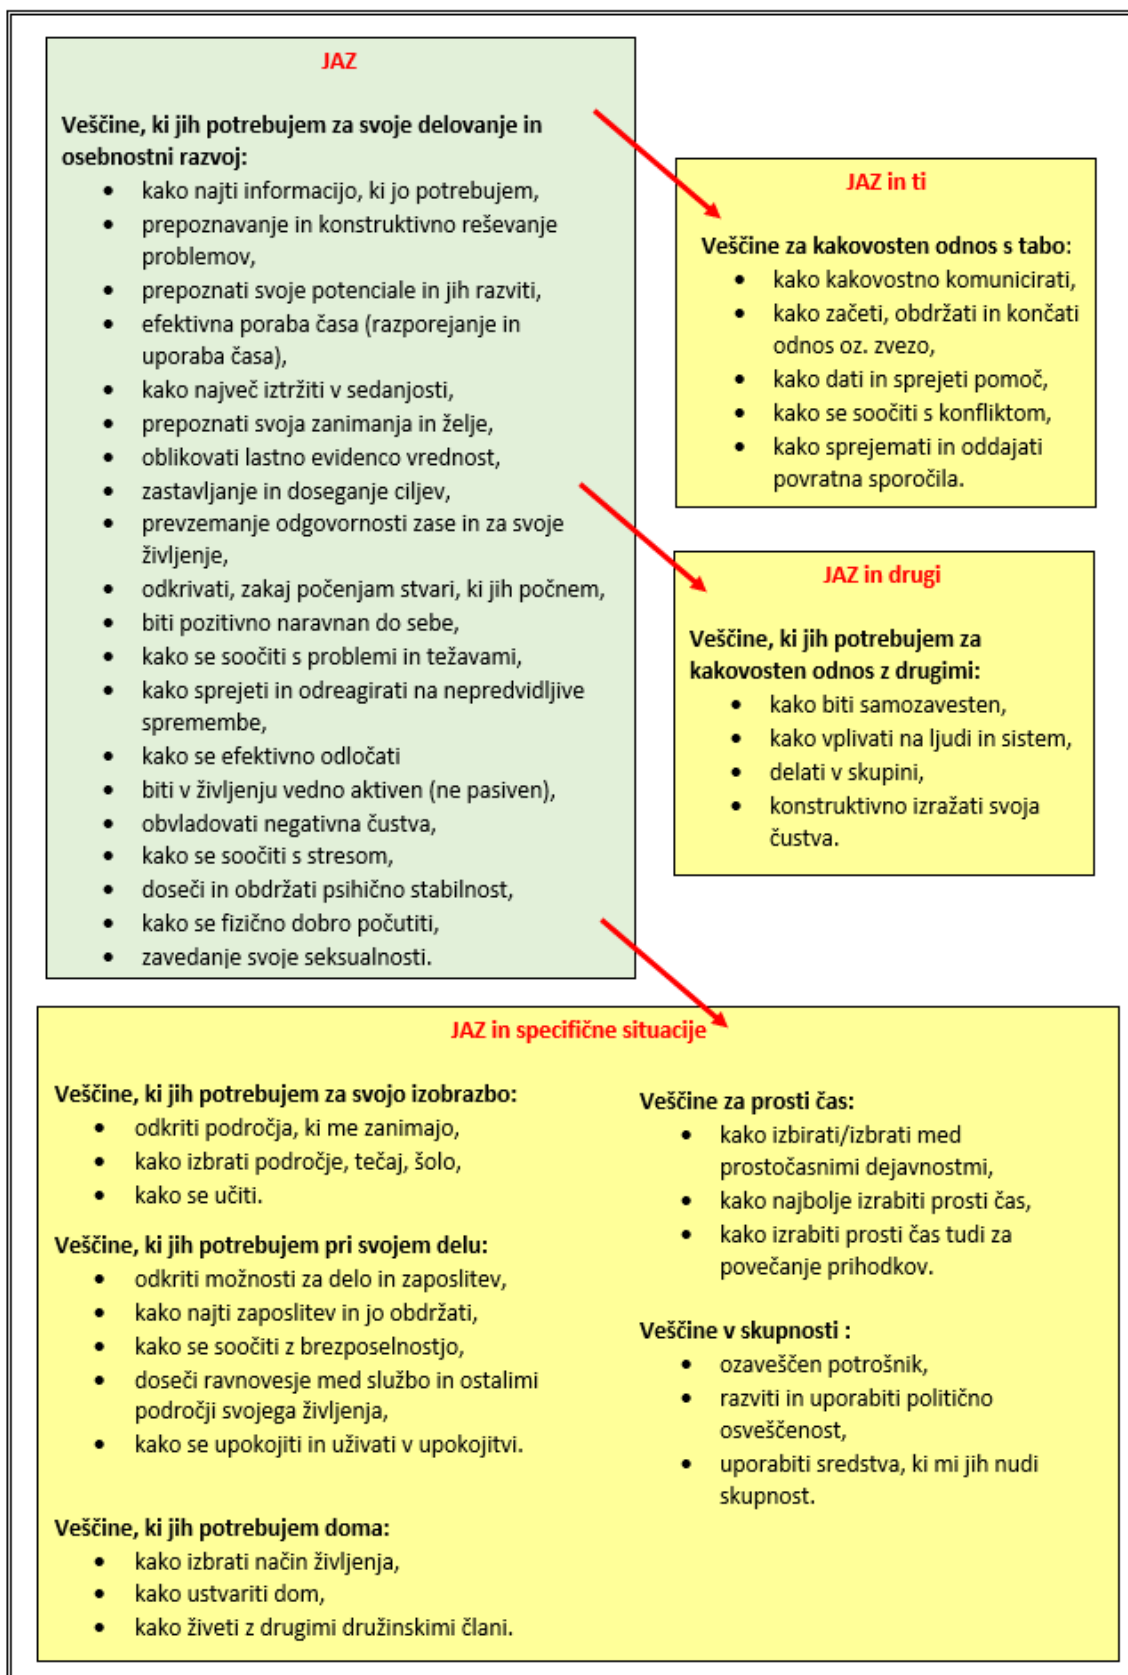 JAZ
Veščine, ki jih potrebujem za svoje delovanje in
osebnostni razvoj:
• kako najti informacijo, ki jo potrebujem,
• prepoznavanje in konstruktivno reševanje
problemov,
• prepoznati svoje potenciale in jih razviti,
• efektivna poraba časa (razporejanje in
uporaba časa),
• kako največ iztržiti v sedanjosti,
• prepoznati svoja zanimanja in želje,
• oblikovati lastno evidenco vrednost,
• zastavljanje in doseganje ciljev,
• prevzemanje odgovornosti zase in za svoje
življenje,
• odkrivati, zakaj počenjam stvari, ki jih počnem,
• biti pozitivno naravnan do sebe,
• kako se soočiti s problemi in težavami,
• kako sprejeti in odreagirati na nepredvidljive
spremembe,
• kako se efektivno odločati
• biti v življenju vedno aktiven (ne pasiven),
• obvladovati negativna čustva,
• kako se soočiti s stresom,
• doseči in obdržati psihično stabilnost,
• kako se fizično dobro počutiti,
• zavedanje svoje seksualnosti.
JAZ in ti
Veščine za kakovosten odnos s tabo:
• kako kakovostno komunicirati,
• kako začeti, obdržati in končati
odnos oz. zvezo,
• kako dati in sprejeti pomoč,
• kako se soočiti s konfliktom,
• kako sprejemati in oddajati
povratna sporočila.
JAZ in drugi
Veščine, ki jih potrebujem za
kakovosten odnos z drugimi:
• kako biti samozavesten,
• kako vplivati na ljudi in sistem,
• delati v skupini,
• konstruktivno izražati svoja
čustva.
JAZ in specifične situacije
Veščine, ki jih potrebujem za svojo izobrazbo:
• odkriti področja, ki me zanimajo,
• kako izbrati področje, tečaj, šolo,
• kako se učiti.
Veščine, ki jih potrebujem pri svojem delu:
• odkriti možnosti za delo in zaposlitev,
• kako najti zaposlitev in jo obdržati,
• kako se soočiti z brezposelnostjo,
• doseči ravnovesje med službo in ostalimi
področji svojega življenja,
• kako se upokojiti in uživati v upokojitvi.
Veščine, ki jih potrebujem doma:
• kako izbrati način življenja,
• kako ustvariti dom,
• kako živeti z drugimi družinskimi člani.
Veščine za prosti čas:
• kako izbirati/izbrati med
prostočasnimi dejavnostmi,
• kako najbolje izrabiti prosti čas,
• kako izrabiti prosti čas tudi za
povečanje prihodkov.
Veščine v skupnosti :
• ozaveščen potrošnik,
• razviti in uporabiti politično
osveščenost,
• uporabiti sredstva, ki mi jih nudi
skupnost.